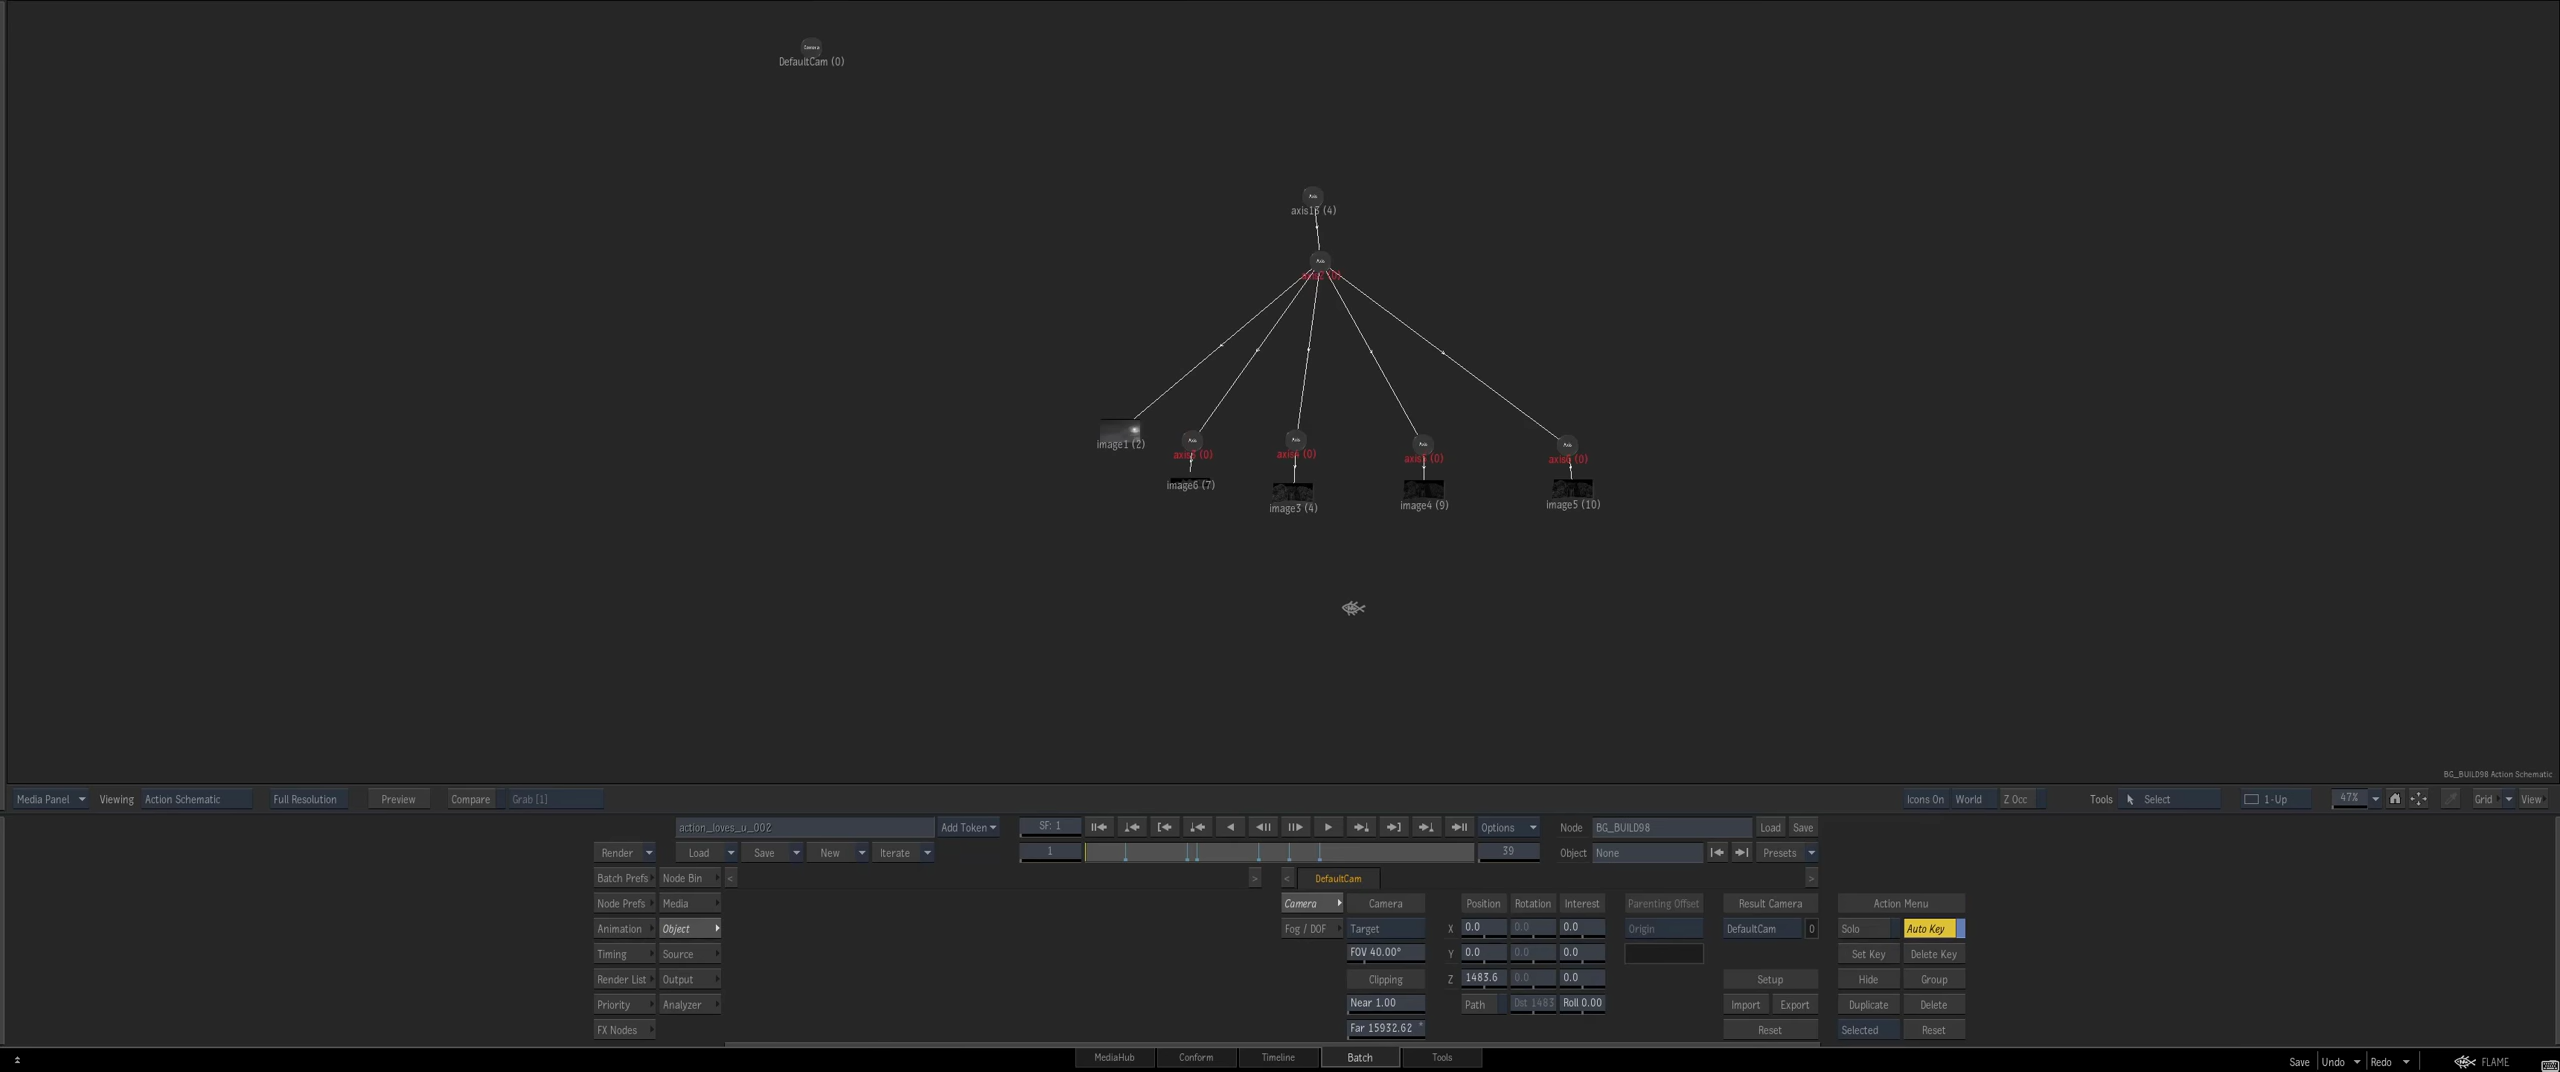 Camera
DefaultCam (0)
Axis
axis15 (4)
Axis
image1 (2)
Axis
Axis
Axis
Axis
image6 (7)
image3 (4)
image4 (9)
image5 (10)
BG_BUILD98 Action Schematic
Media Panel Viewing Action Schematic Full Resolution Preview Compare Grab [1] Icons On World Z Occ Tools Select 1-Up 47% Grid View
action_loves_u_002 Add Token SF: 1 Options Node BG_BUILD98 Load Save
Render Load Save New Iterate 1 39 Object None Presets
Batch Prefs Node Bin < > < DefaultCam >
Node Prefs Media Camera Camera Position Rotation Interest Parenting Offset Result Camera Action Menu
Animation Object Fog / DOF Target X 0.0 0.0 0.0 Origin DefaultCam 0 Solo Auto Key
Timing Source FOV 40.00° Y 0.0 0.0 0.0 Set Key Delete Key
Render List Output Clipping Z 1483.6 0.0 0.0 Setup Hide Group
Priority Analyzer Near 1.00 Path Dst 1483 Roll 0.00 Import Export Duplicate Delete
FX Nodes Far 15932.62 Reset Selected Reset
MediaHub Conform Timeline Batch Tools Save Undo Redo FLAME